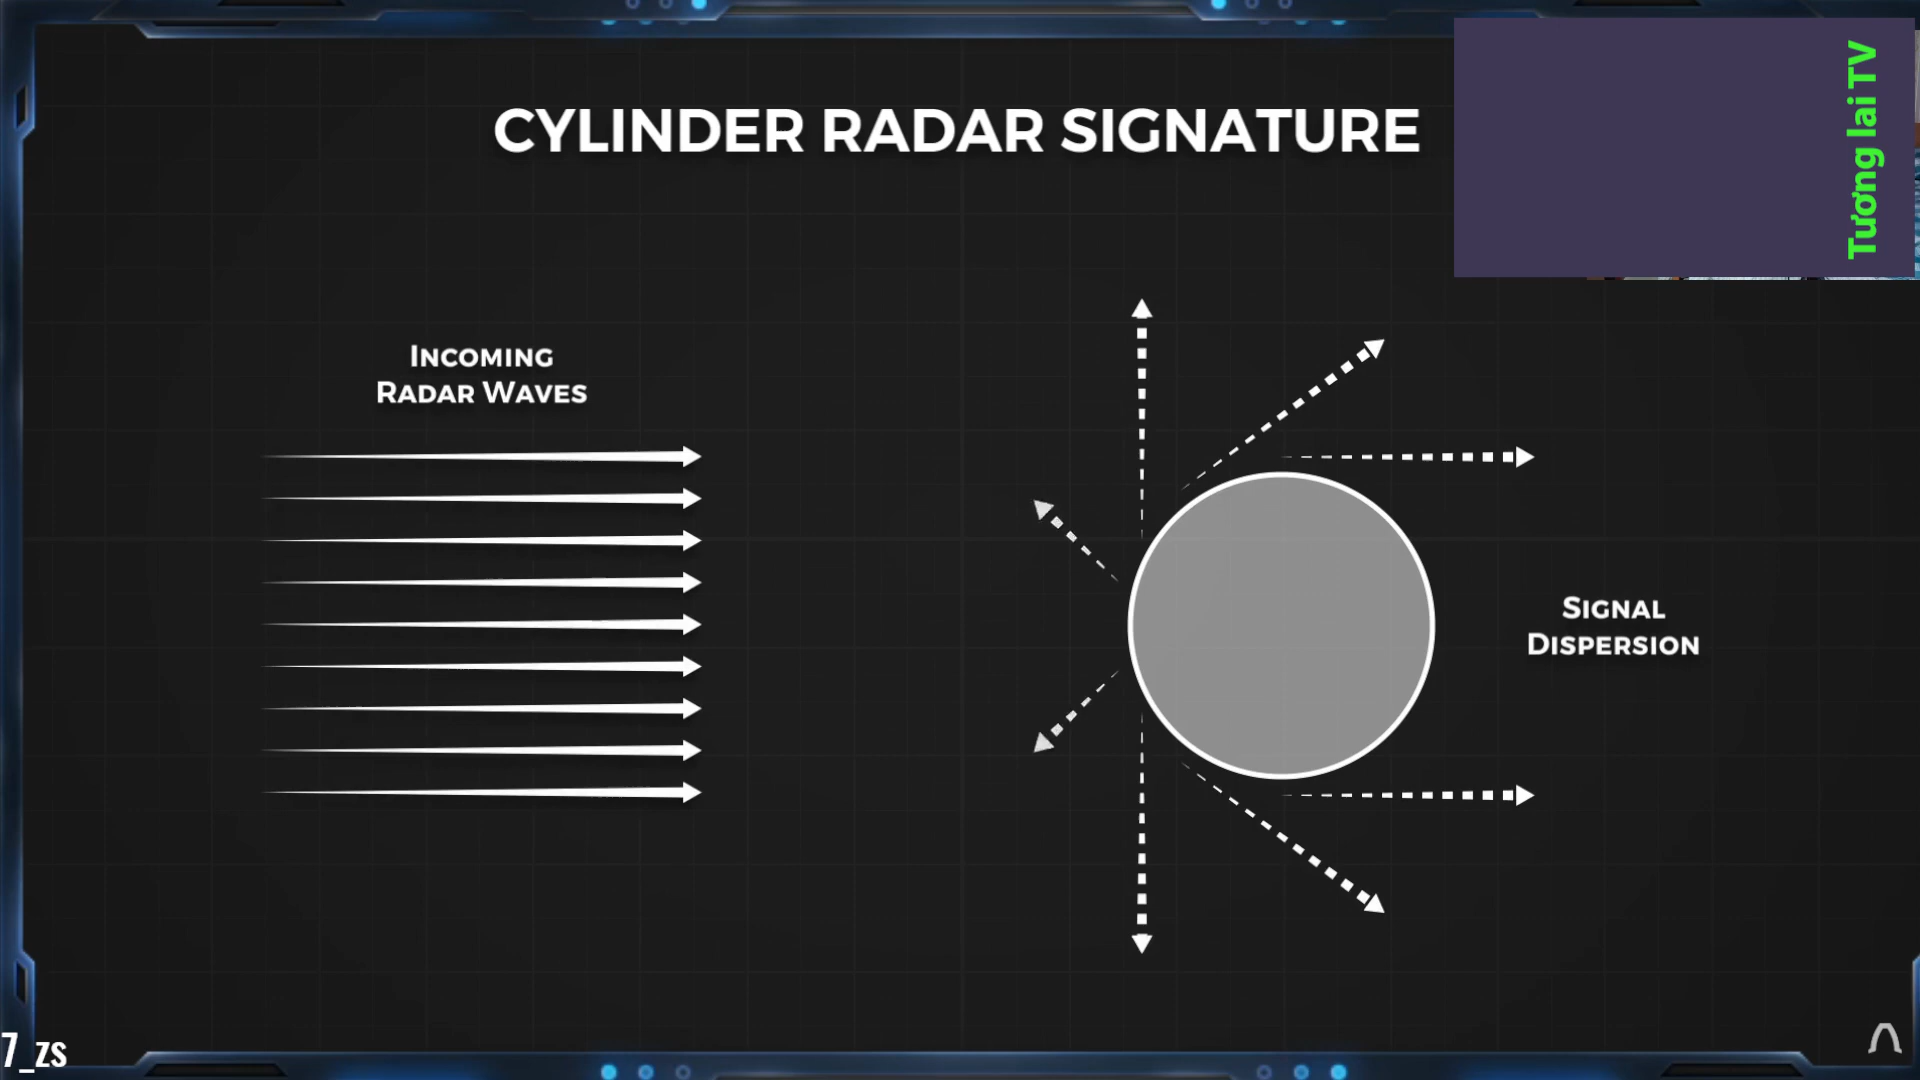 CYLINDER RADAR SIGNATURE
Tương lai TV
INCOMING
RADAR WAVES
SIGNAL
DISPERSION
7_zs